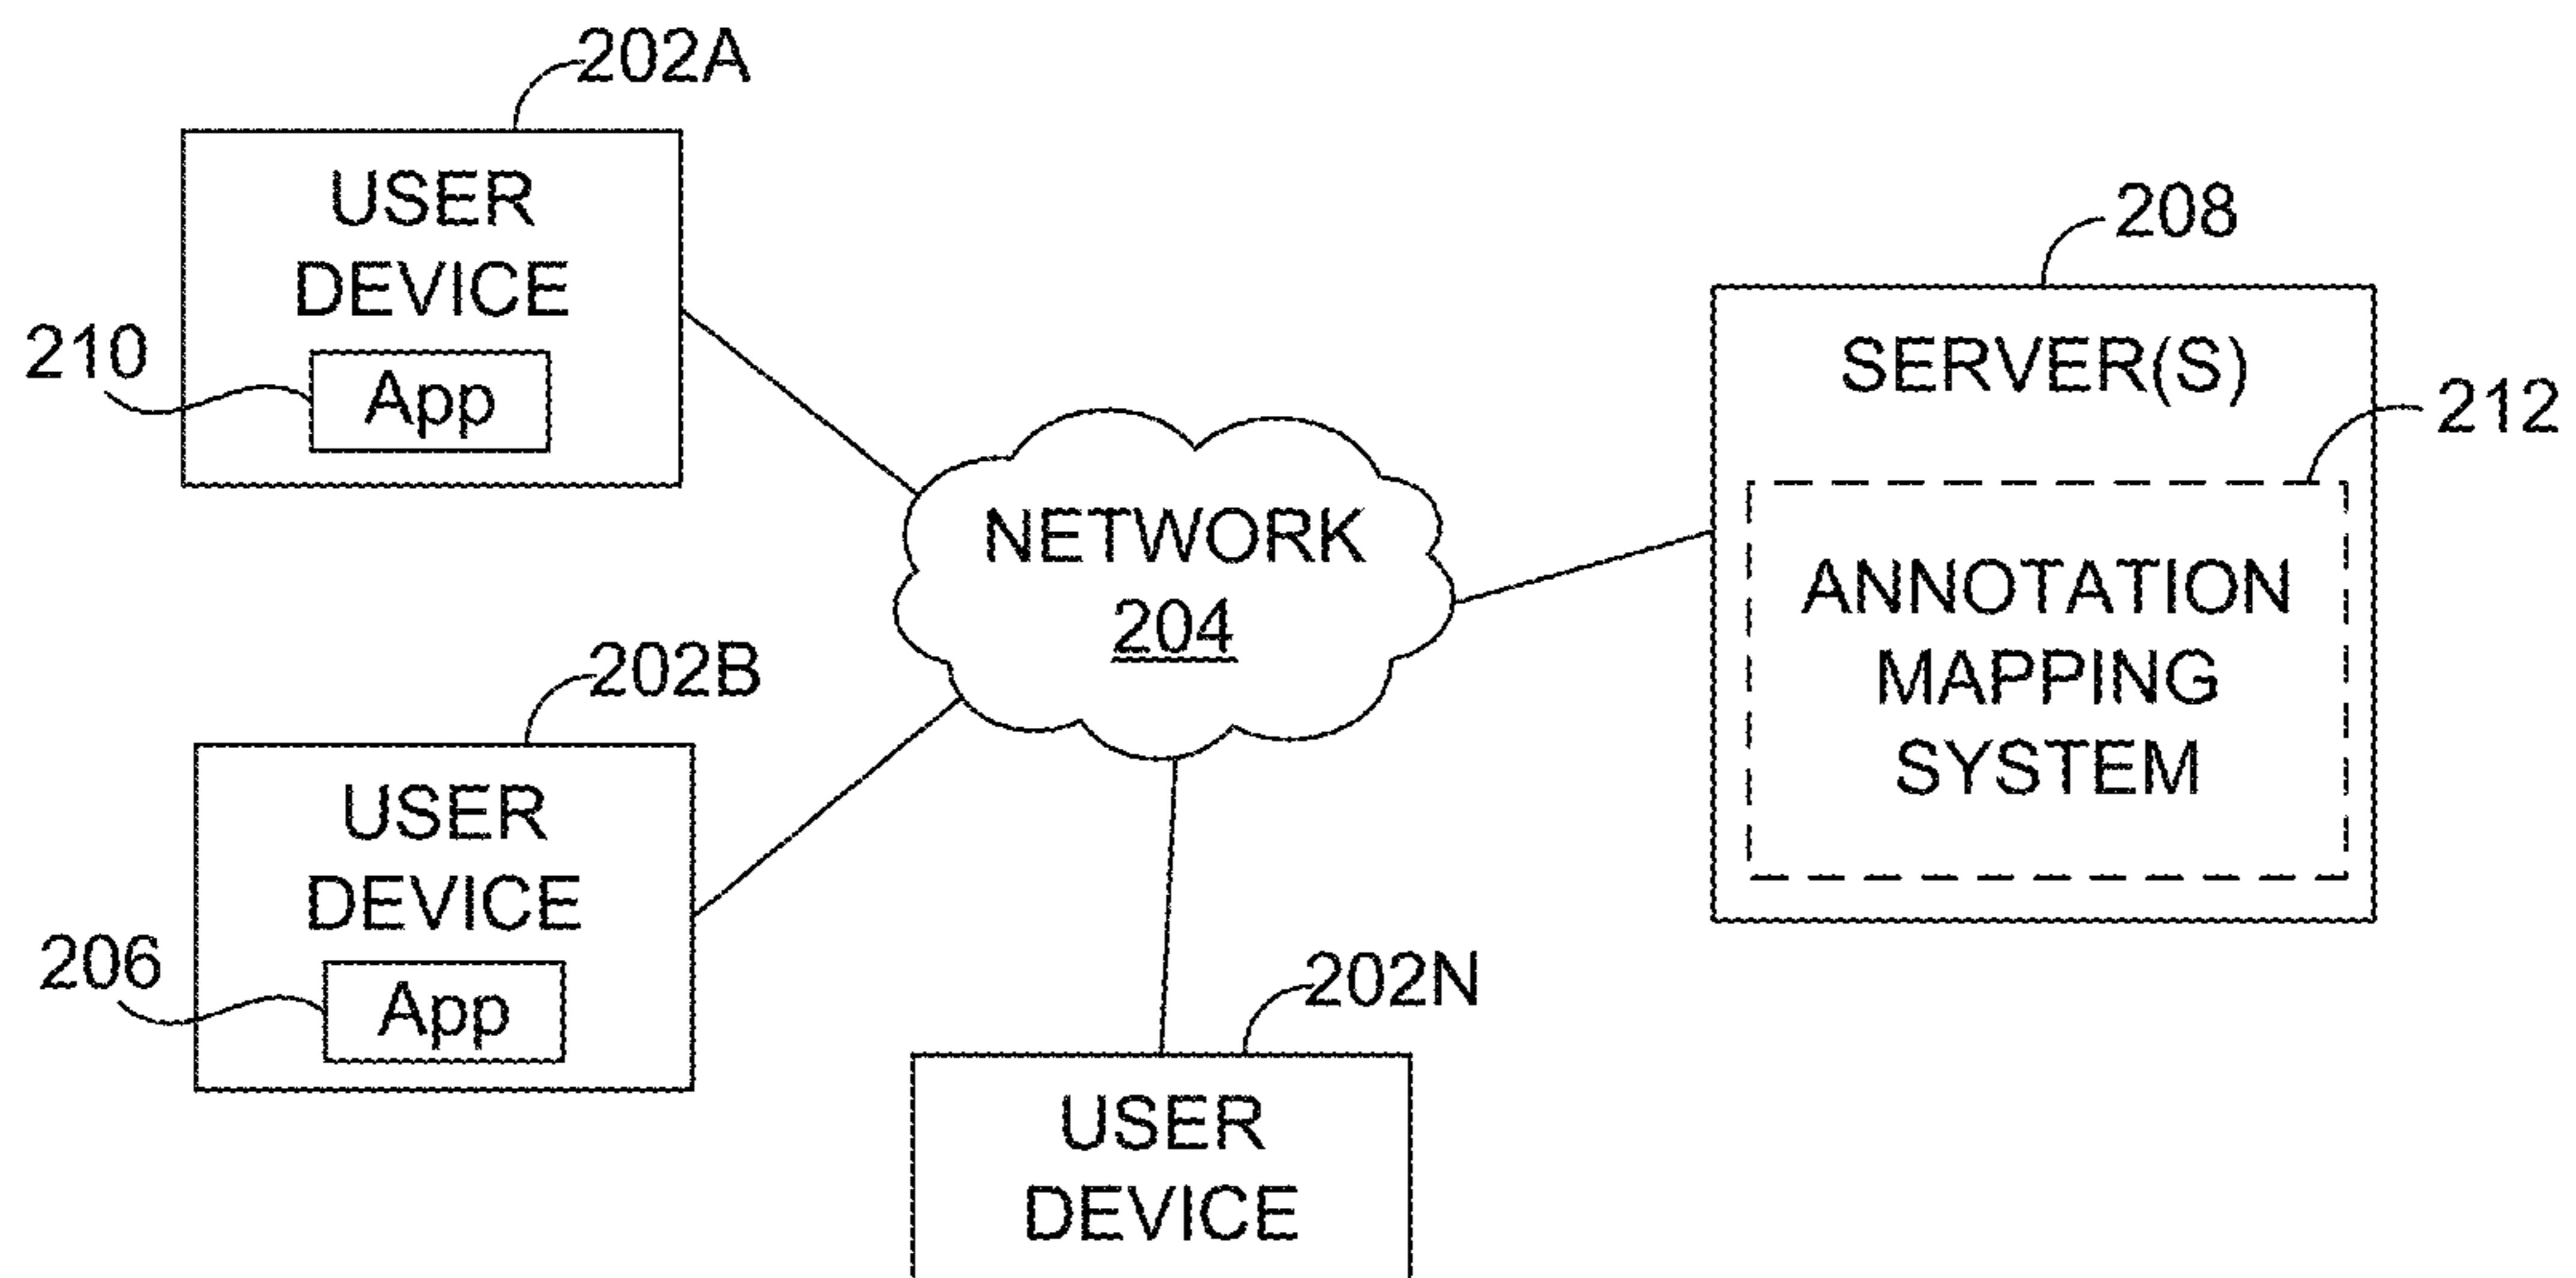 202A
USER
DEVICE
210
App
208
SERVER(S)
212
ANNOTATION
MAPPING
SYSTEM
NETWORK
204
202B
USER
DEVICE
206
App
202N
USER
DEVICE